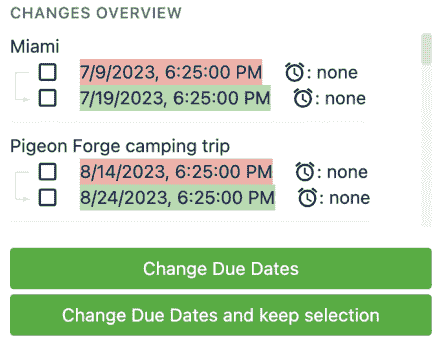 CHANGES OVERVIEW
Miami
7/9/2023, 6:25:00 PM : none
7/19/2023, 6:25:00 PM : none
Pigeon Forge camping trip
8/14/2023, 6:25:00 PM : none
8/24/2023, 6:25:00 PM : none
Change Due Dates
Change Due Dates and keep selection